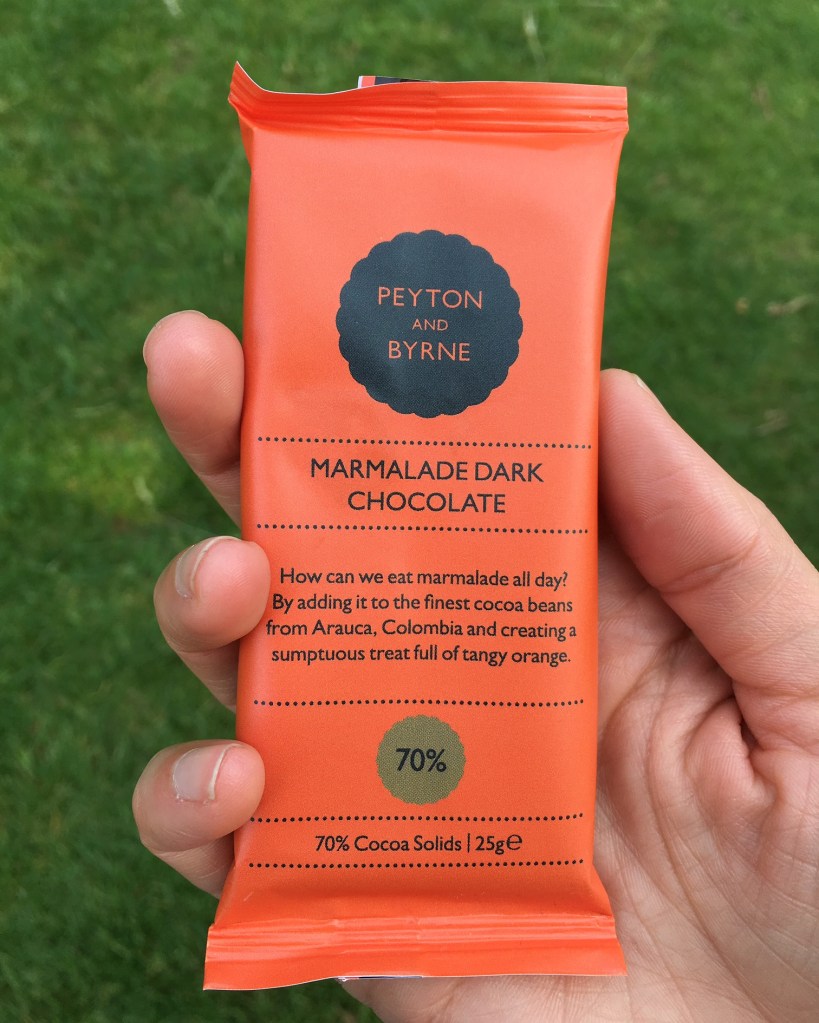 PEYTON
AND
BYRNE
MARMALADE DARK
CHOCOLATE
How can we eat marmalade all day?
By adding it to the finest cocoa beans
from Arauca, Colombia and creating a
sumptuous treat full of tangy orange.
70%
70% Cocoa Solids | 25g℮